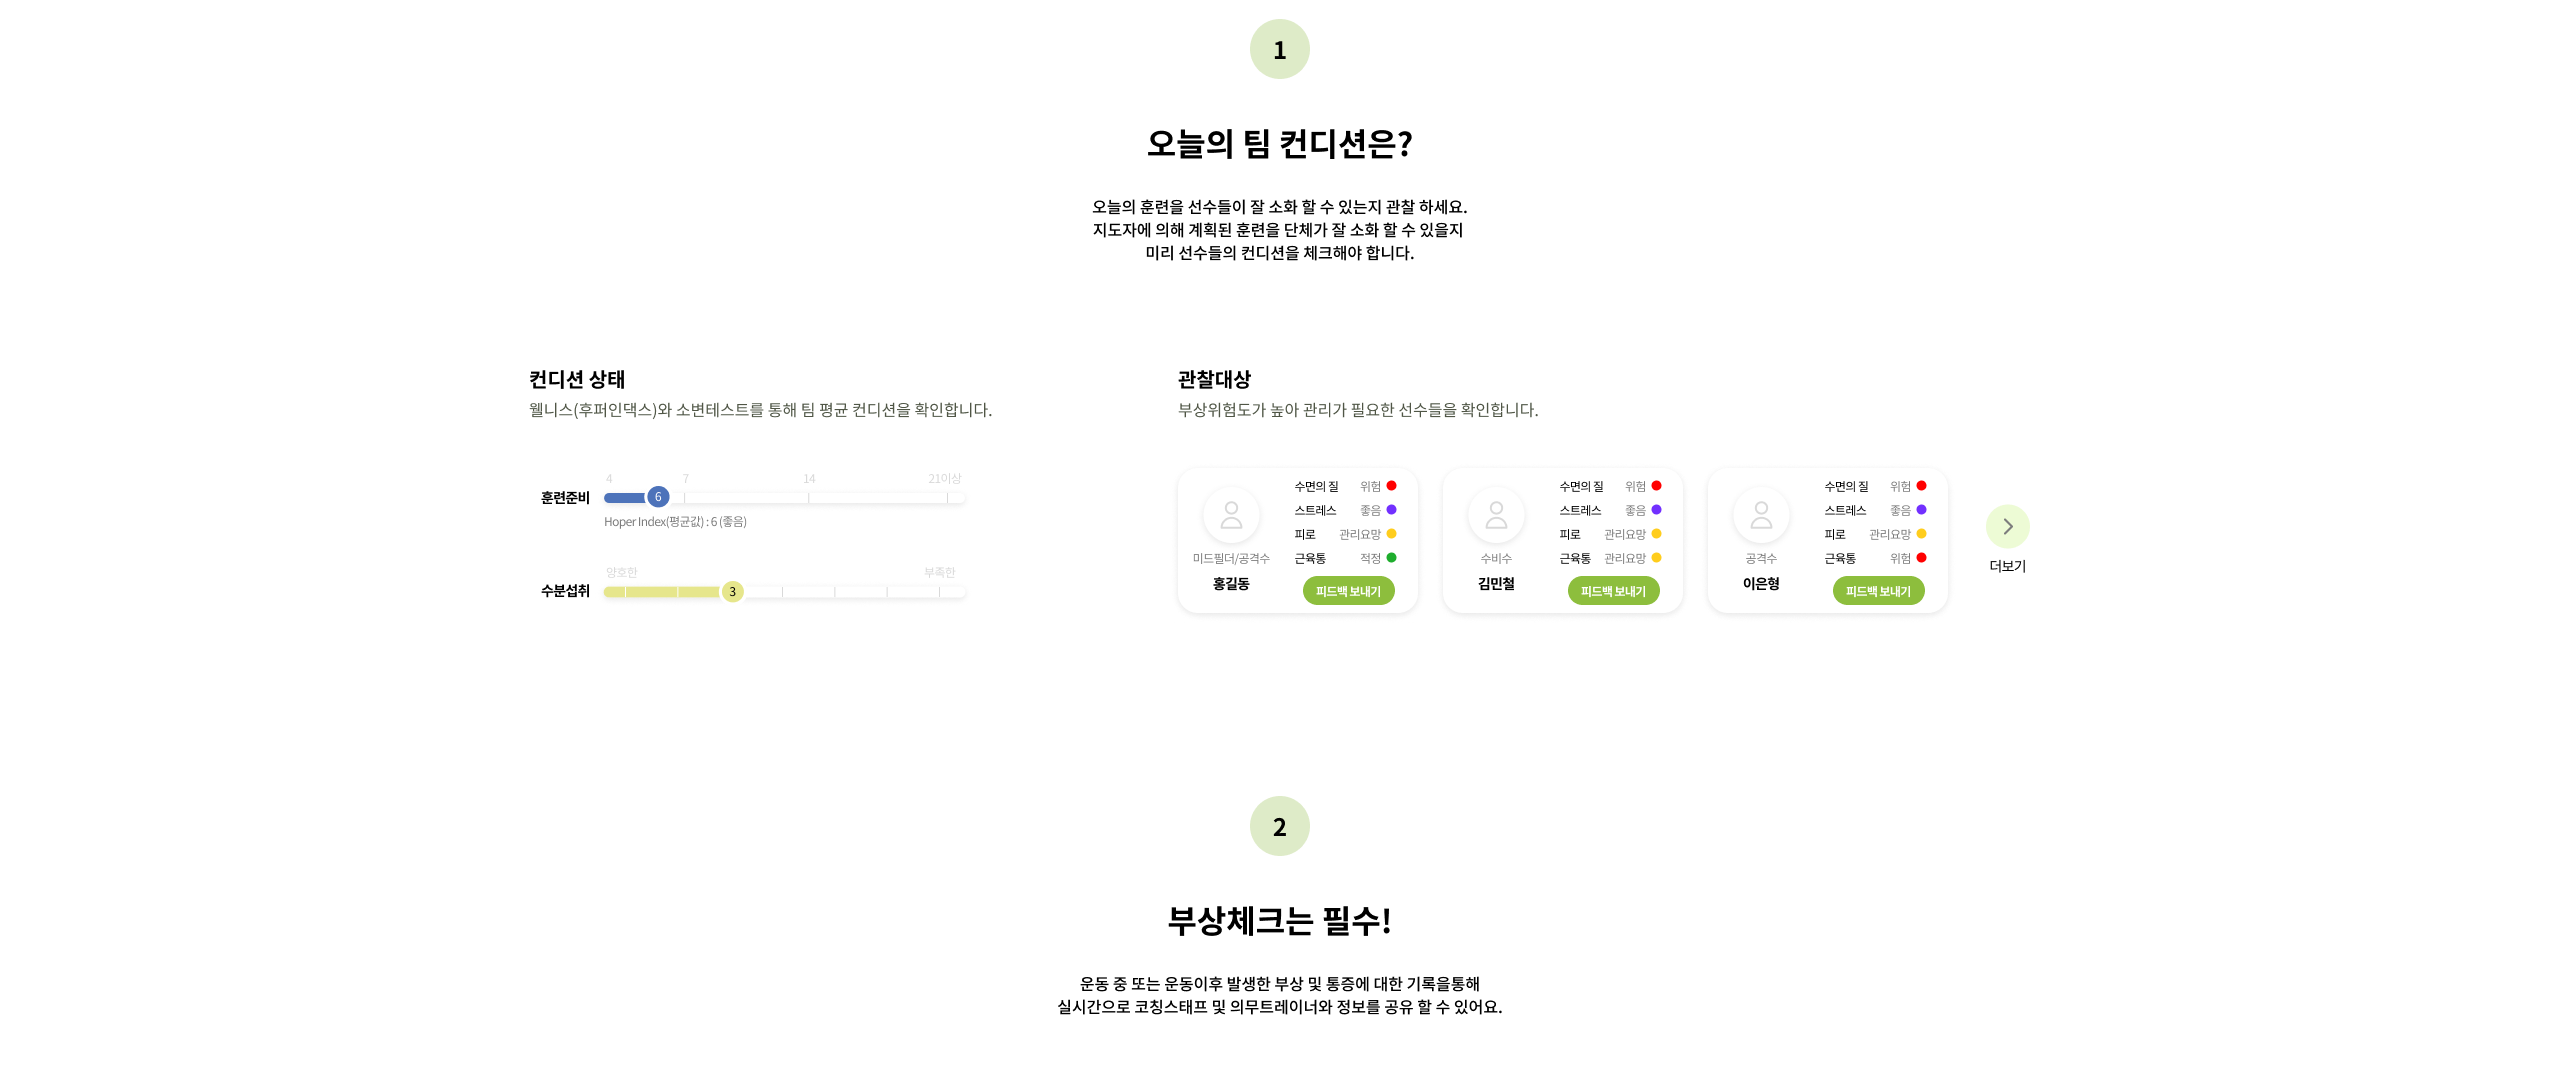 1
오늘의 팀 컨디션은?
오늘의 훈련을 선수들이 잘 소화 할 수 있는지 관찰 하세요.
지도자에 의해 계획된 훈련을 단체가 잘 소화 할 수 있을지
미리 선수들의 컨디션을 체크해야 합니다.
컨디션 상태
웰니스(후퍼인댁스)와 소변테스트를 통해 팀 평균 컨디션을 확인합니다.
4 7 14 21이상
훈련준비 6
Hoper Index(평균값) : 6 (좋음)
양호한 부족한
수분섭취 3
관찰대상
부상위험도가 높아 관리가 필요한 선수들을 확인합니다.
수면의 질 위험
스트레스 좋음
피로 관리요망
미드필더/공격수 근육통 적정
홍길동 피드백 보내기
수면의 질 위험
스트레스 좋음
피로 관리요망
수비수 근육통 관리요망
김민철 피드백 보내기
수면의 질 위험
스트레스 좋음
피로 관리요망
공격수 근육통 위험
이은형 피드백 보내기
더보기
2
부상체크는 필수!
운동 중 또는 운동이후 발생한 부상 및 통증에 대한 기록을통해
실시간으로 코칭스태프 및 의무트레이너와 정보를 공유 할 수 있어요.